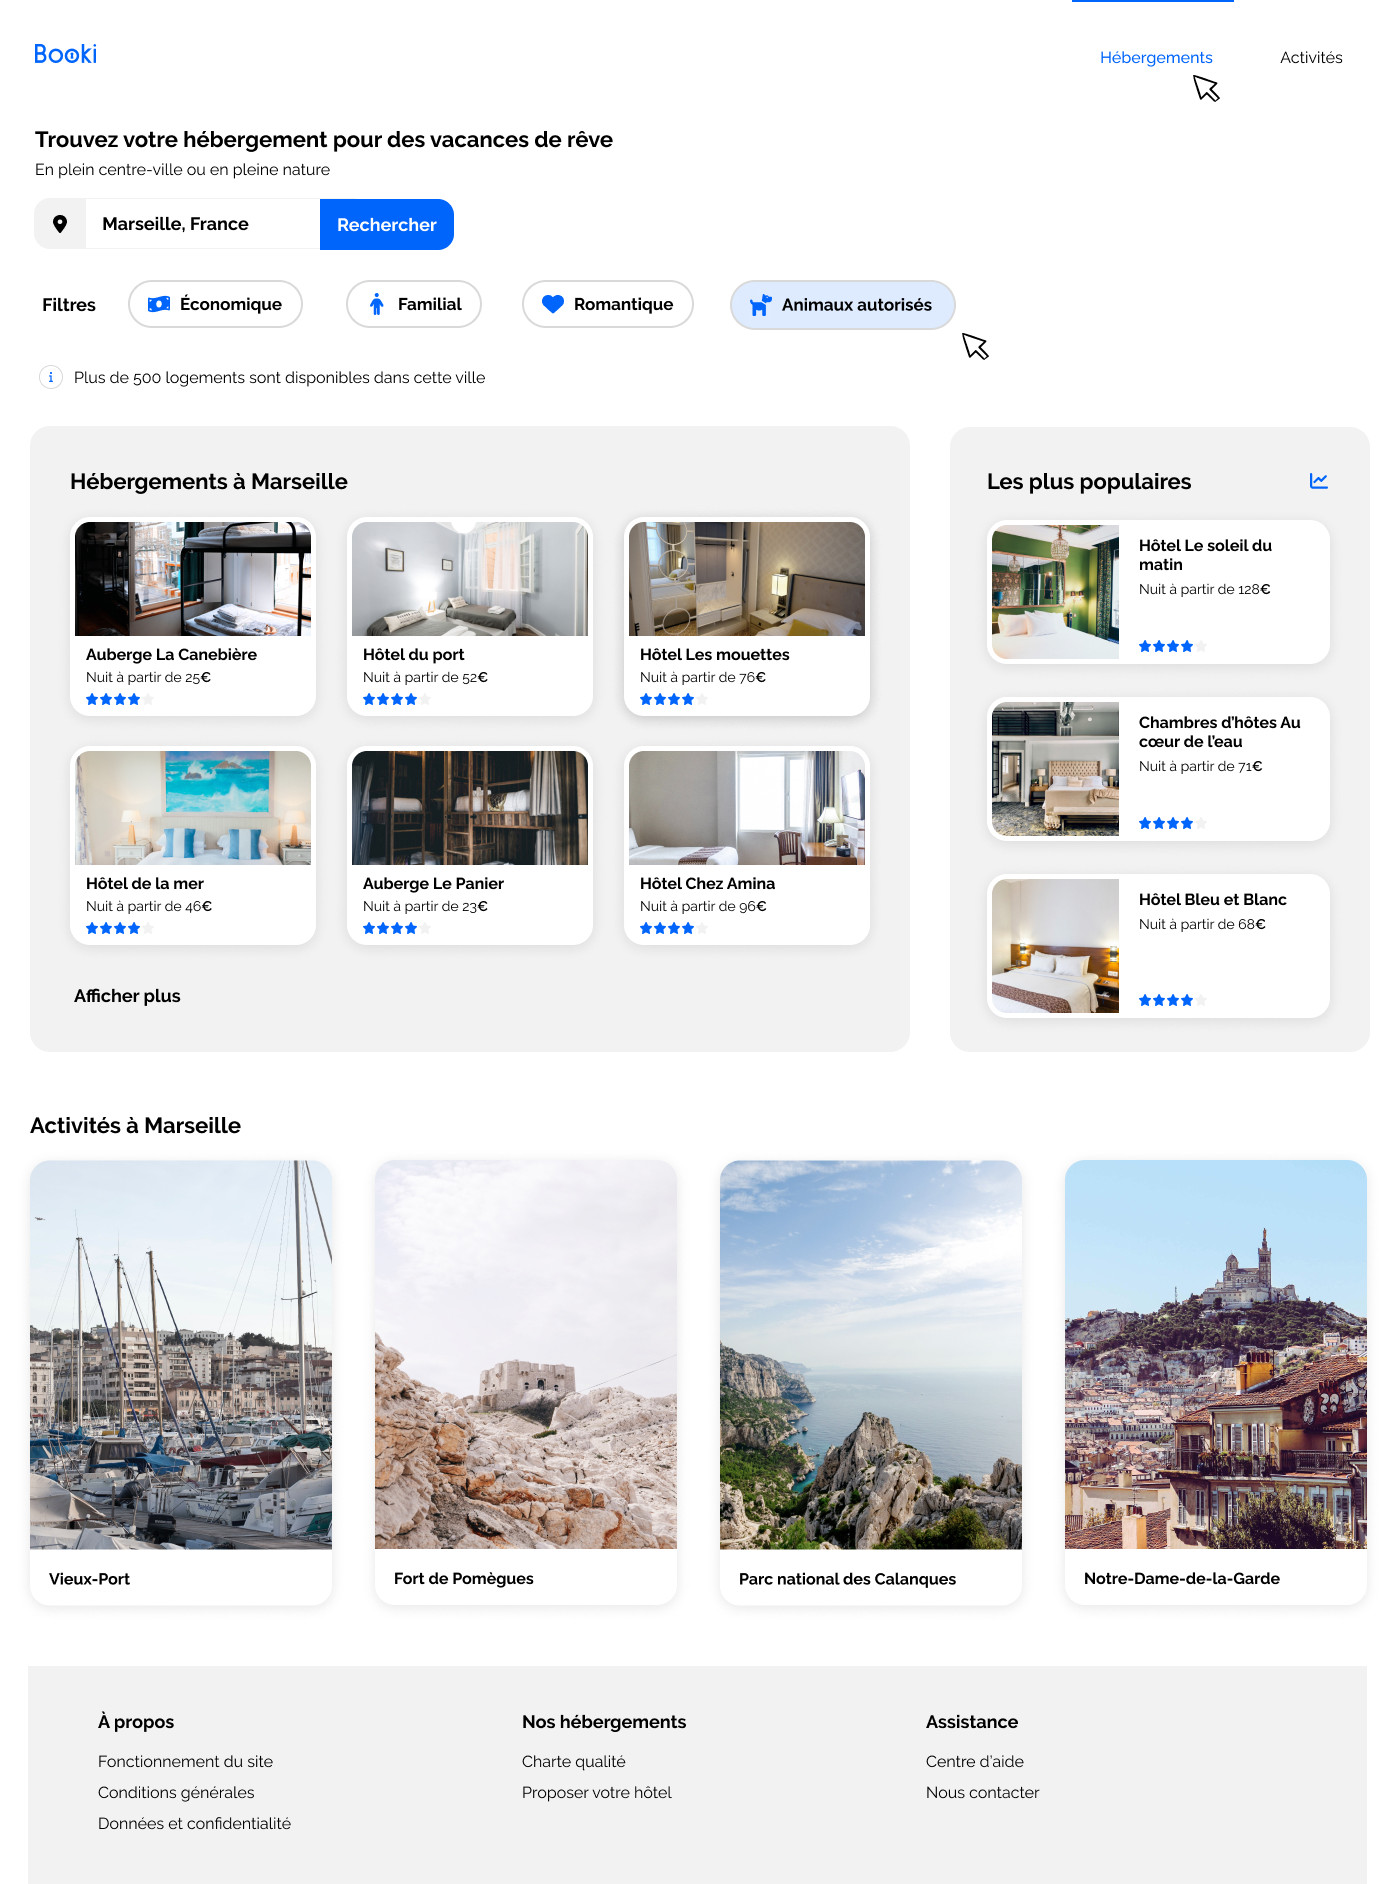 Booki
Hébergements
Activités
Trouvez votre hébergement pour des vacances de rêve
En plein centre-ville ou en pleine nature
Marseille, France
Rechercher
Filtres
Économique
Familial
Romantique
Animaux autorisés
Plus de 500 logements sont disponibles dans cette ville
Hébergements à Marseille
Auberge La Canebière
Nuit à partir de 25€
Hôtel du port
Nuit à partir de 52€
Hôtel Les mouettes
Nuit à partir de 76€
Hôtel de la mer
Nuit à partir de 46€
Auberge Le Panier
Nuit à partir de 23€
Hôtel Chez Amina
Nuit à partir de 96€
Afficher plus
Les plus populaires
Hôtel Le soleil du
matin
Nuit à partir de 128€
Chambres d'hôtes Au
cœur de l'eau
Nuit à partir de 71€
Hôtel Bleu et Blanc
Nuit à partir de 68€
Activités à Marseille
Vieux-Port
Fort de Pomègues
Parc national des Calanques
Notre-Dame-de-la-Garde
À propos
Fonctionnement du site
Conditions générales
Données et confidentialité
Nos hébergements
Charte qualité
Proposer votre hôtel
Assistance
Centre d'aide
Nous contacter